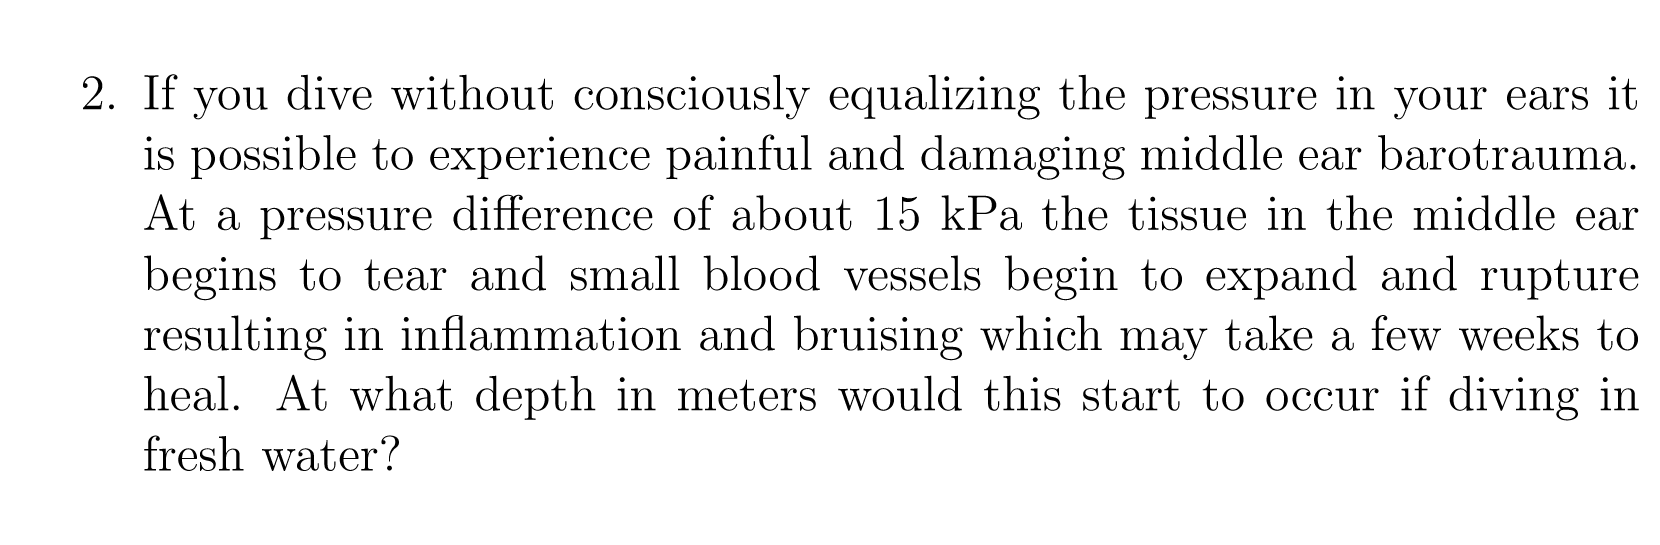 2. If you dive without consciously equalizing the pressure in your ears it
is possible to experience painful and damaging middle ear barotrauma.
At a pressure difference of about 15 kPa the tissue in the middle ear
begins to tear and small blood vessels begin to expand and rupture
resulting in inflammation and bruising which may take a few weeks to
heal. At what depth in meters would this start to occur if diving in
fresh water?